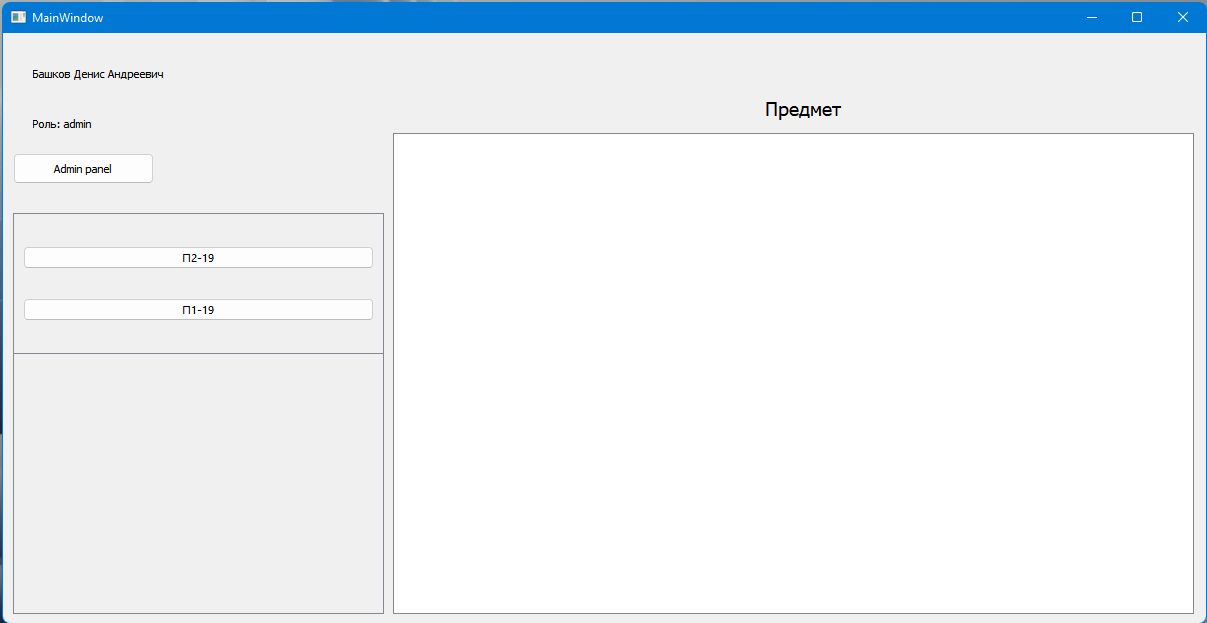 MainWindow
Башков Денис Андреевич
Роль: admin
Admin panel
Предмет
П2-19
П1-19